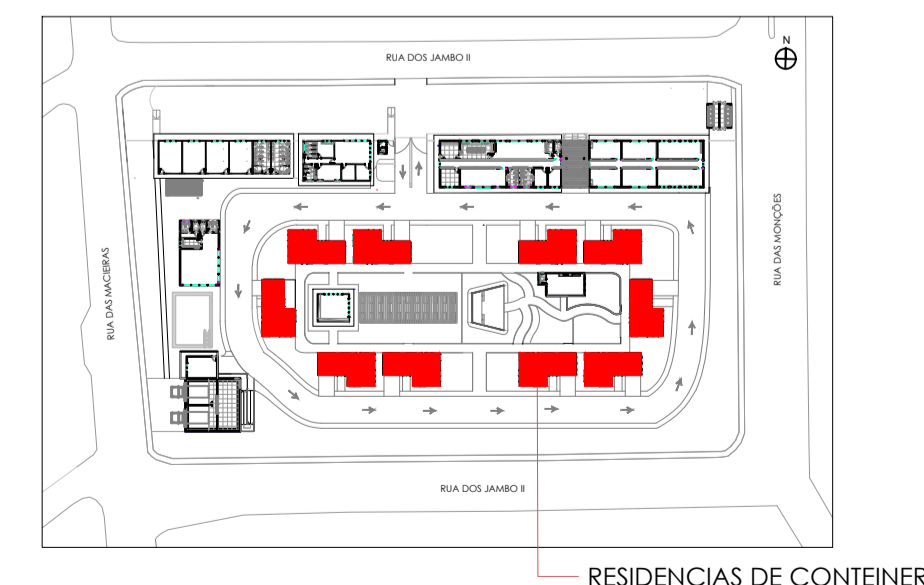 N
RUA DOS JAMBO II
RUA DAS MONÇÕES
RUA DAS MACIEIRAS
RUA DOS JAMBO II
RESIDENCIAS DE CONTEINER